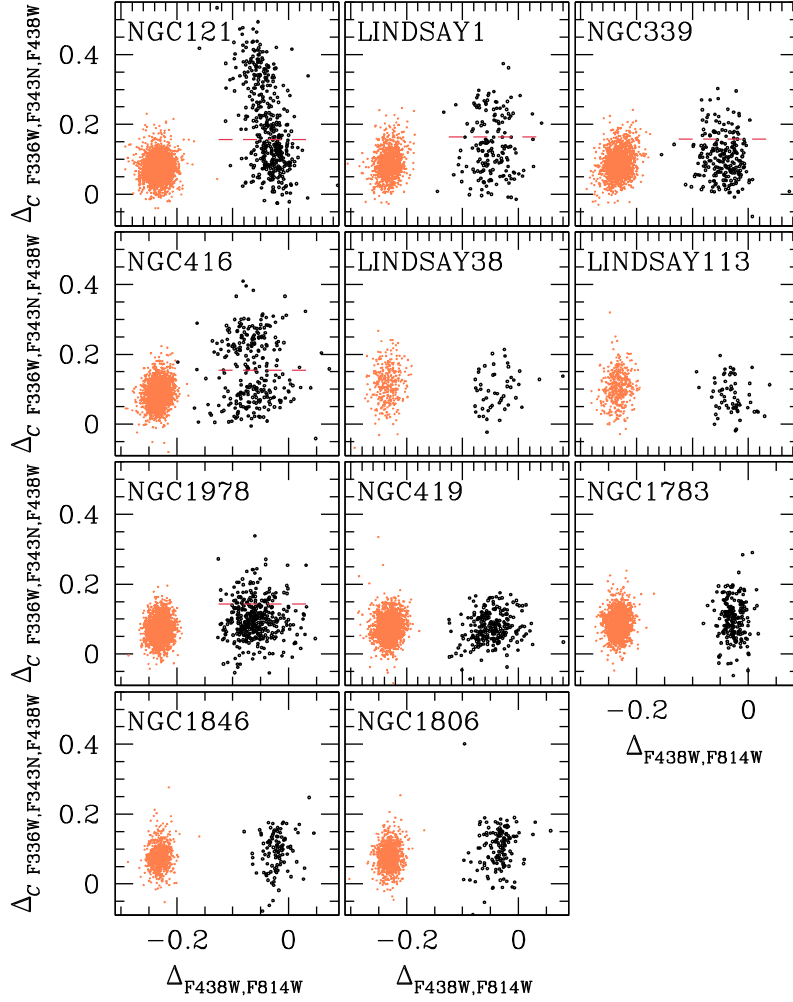 NGC121 LINDSAY1 NGC339
0.4
0.2
0
Δ_C F336W,F343N,F438W
NGC416 LINDSAY38 LINDSAY113
0.4
0.2
0
Δ_C F336W,F343N,F438W
NGC1978 NGC419 NGC1783
0.4
0.2
0
Δ_C F336W,F343N,F438W
−0.2 0
Δ_F438W,F814W
NGC1846 NGC1806
0.4
0.2
0
Δ_C F336W,F343N,F438W
−0.2 0 −0.2 0
Δ_F438W,F814W Δ_F438W,F814W